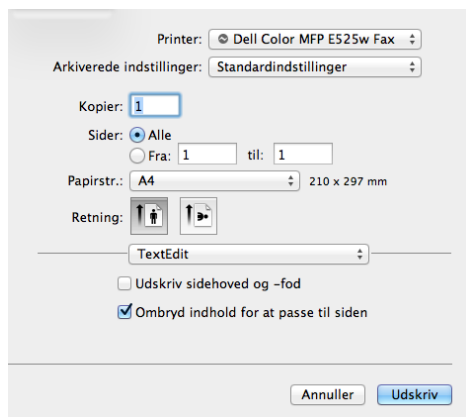 Printer: Dell Color MFP E525w Fax
Arkiverede indstillinger: Standardindstillinger
Kopier: 1
Sider: Alle
Fra: 1 til: 1
Papirstr.: A4 210 x 297 mm
Retning:
TextEdit
Udskriv sidehoved og -fod
Ombryd indhold for at passe til siden
Annuller Udskriv